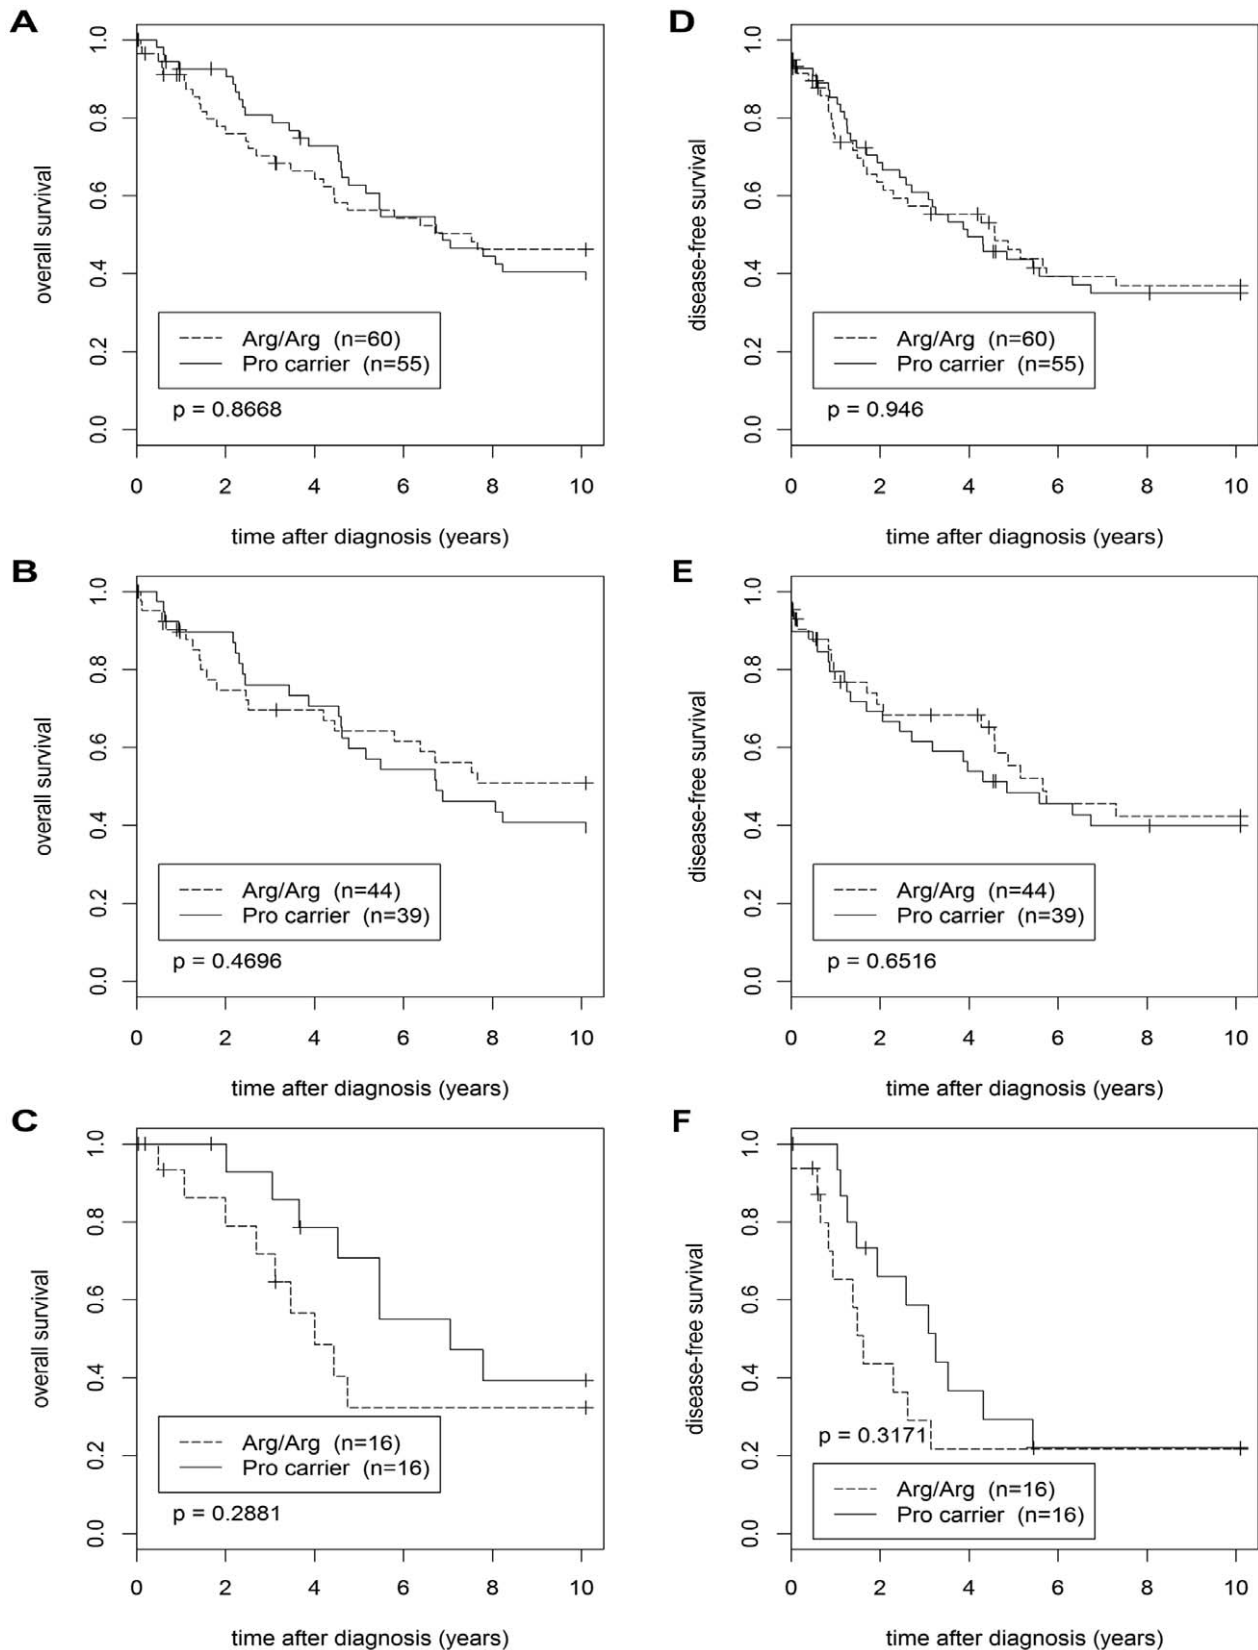 A
overall survival
1.0
0.8
0.6
0.4
0.2
0.0
Arg/Arg (n=60)
Pro carrier (n=55)
p = 0.8668
0 2 4 6 8 10
time after diagnosis (years)
D
disease-free survival
1.0
0.8
0.6
0.4
0.2
0.0
Arg/Arg (n=60)
Pro carrier (n=55)
p = 0.946
0 2 4 6 8 10
time after diagnosis (years)
B
overall survival
1.0
0.8
0.6
0.4
0.2
0.0
Arg/Arg (n=44)
Pro carrier (n=39)
p = 0.4696
0 2 4 6 8 10
time after diagnosis (years)
E
disease-free survival
1.0
0.8
0.6
0.4
0.2
0.0
Arg/Arg (n=44)
Pro carrier (n=39)
p = 0.6516
0 2 4 6 8 10
time after diagnosis (years)
C
overall survival
1.0
0.8
0.6
0.4
0.2
0.0
Arg/Arg (n=16)
Pro carrier (n=16)
p = 0.2881
0 2 4 6 8 10
time after diagnosis (years)
F
disease-free survival
1.0
0.8
0.6
0.4
0.2
0.0
p = 0.3171
Arg/Arg (n=16)
Pro carrier (n=16)
0 2 4 6 8 10
time after diagnosis (years)